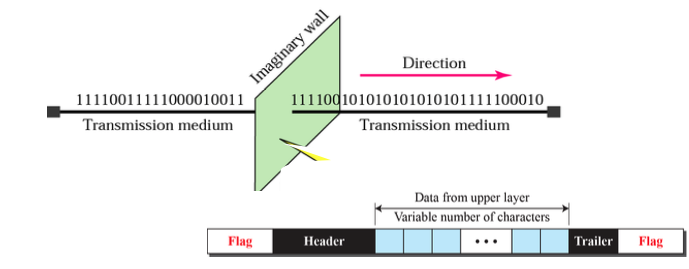 Imaginary wall
Direction
11110011111000010011
111100101010101010101111100010
Transmission medium
Transmission medium
Data from upper layer
Variable number of characters
Flag Header ... Trailer Flag